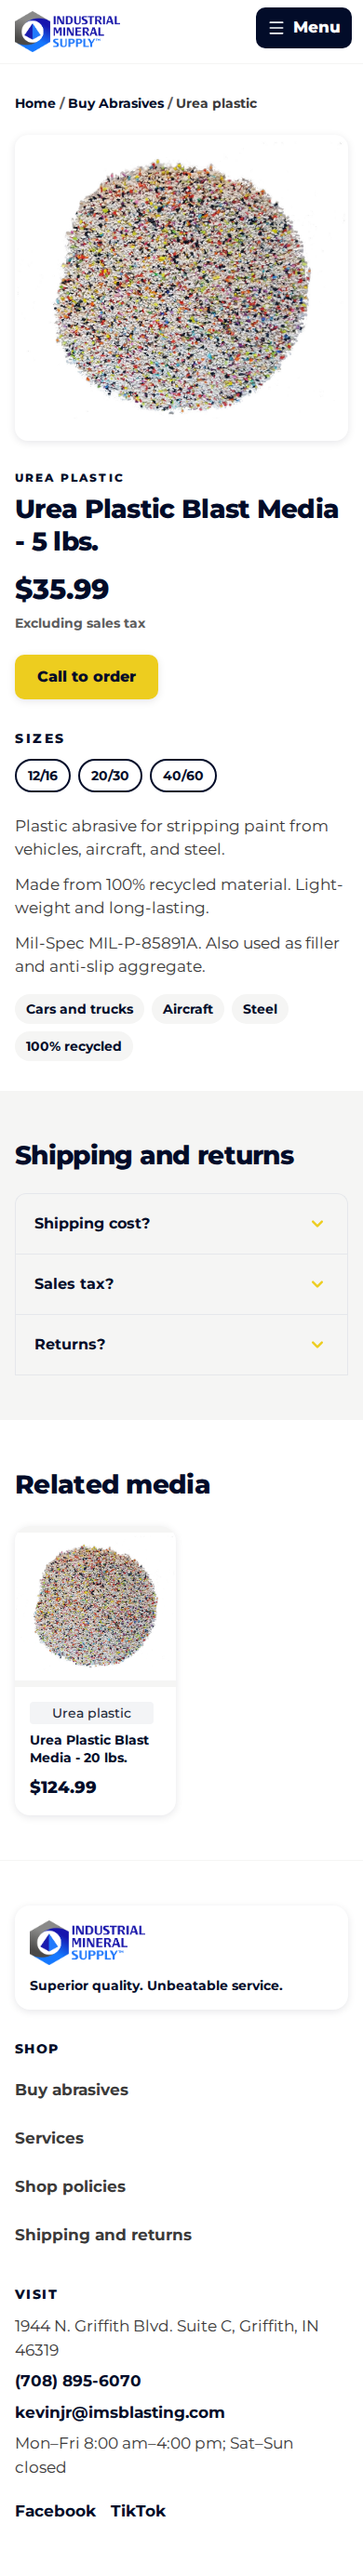 INDUSTRIAL
MINERAL
SUPPLY™
☰ Menu
Home / Buy Abrasives / Urea plastic
UREA PLASTIC
Urea Plastic Blast Media
- 5 lbs.
$35.99
Excluding sales tax
Call to order
SIZES
12/16 20/30 40/60
Plastic abrasive for stripping paint from
vehicles, aircraft, and steel.
Made from 100% recycled material. Light-
weight and long-lasting.
Mil-Spec MIL-P-85891A. Also used as filler
and anti-slip aggregate.
Cars and trucks Aircraft Steel
100% recycled
Shipping and returns
Shipping cost?
Sales tax?
Returns?
Related media
Urea plastic
Urea Plastic Blast
Media - 20 lbs.
$124.99
INDUSTRIAL
MINERAL
SUPPLY™
Superior quality. Unbeatable service.
SHOP
Buy abrasives
Services
Shop policies
Shipping and returns
VISIT
1944 N. Griffith Blvd. Suite C, Griffith, IN
46319
(708) 895-6070
kevinjr@imsblasting.com
Mon–Fri 8:00 am–4:00 pm; Sat–Sun
closed
Facebook TikTok